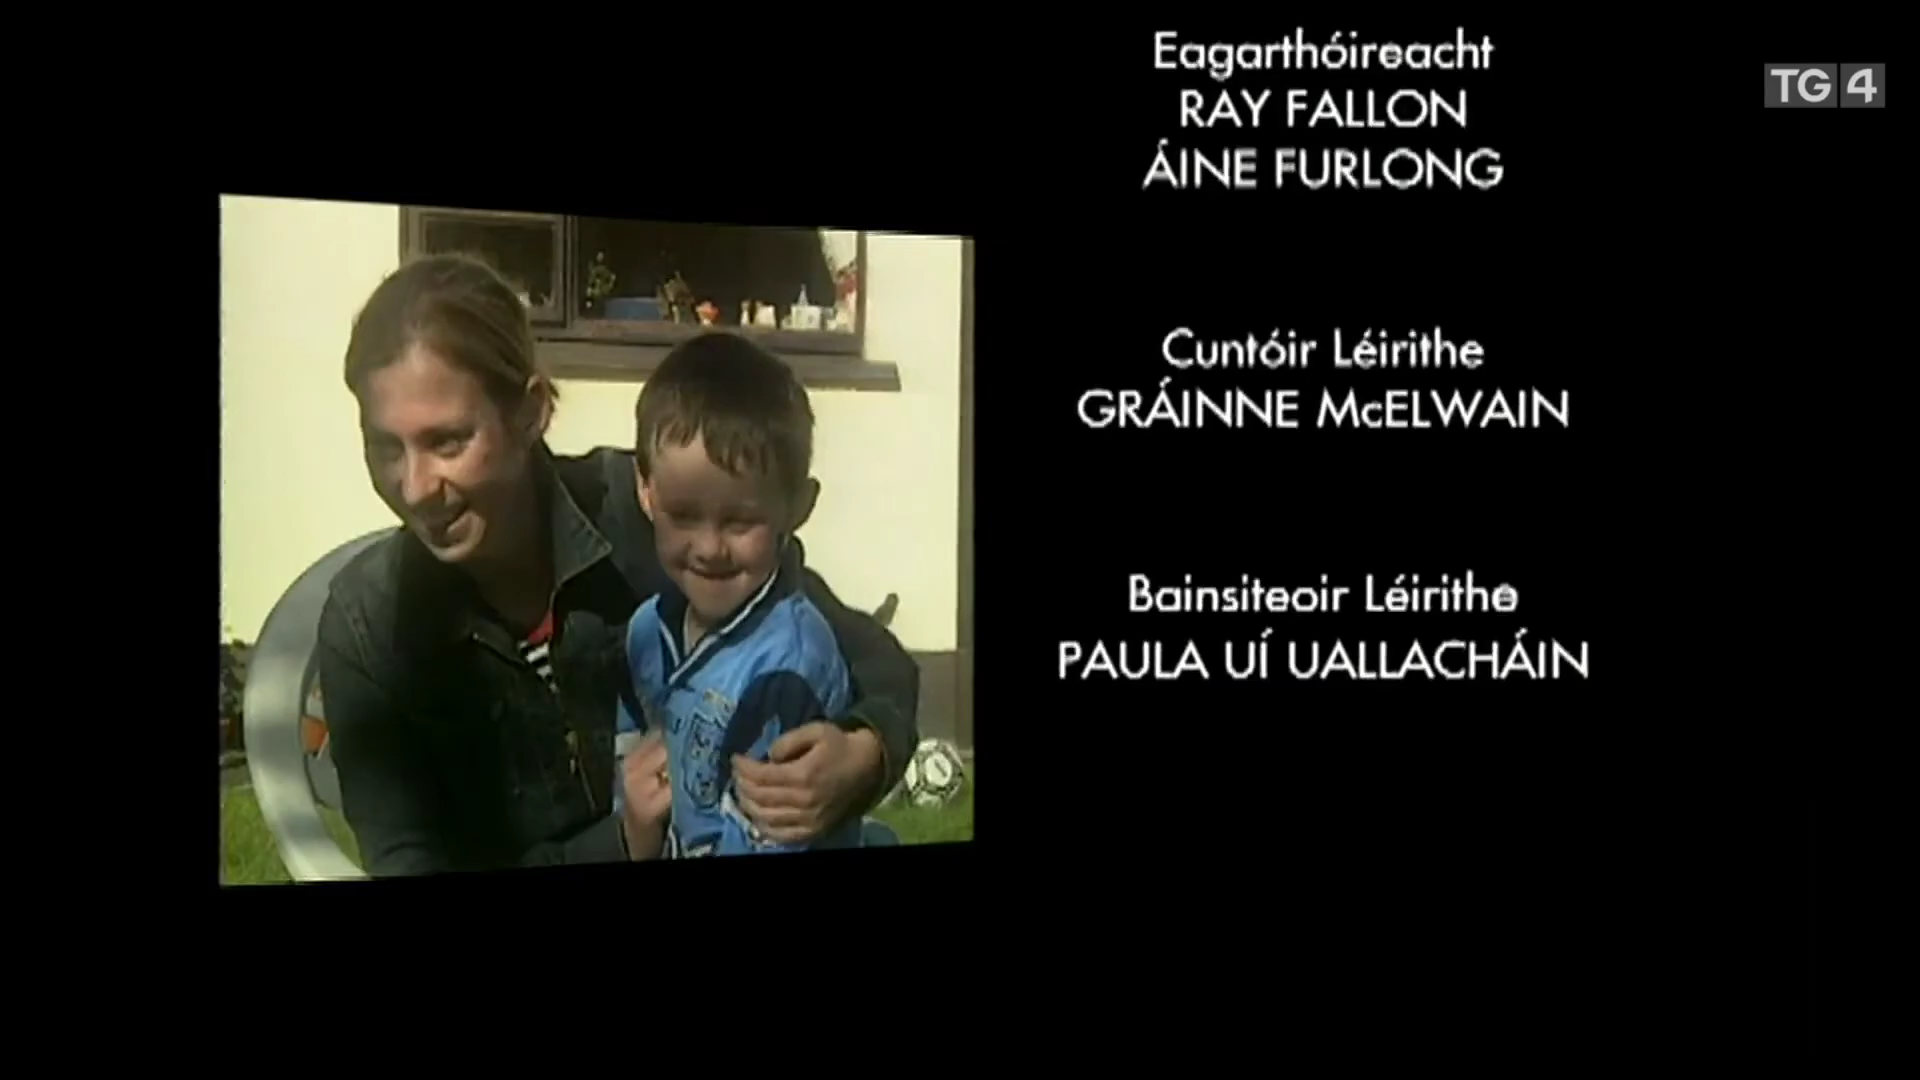 Eagarthóireacht
RAY FALLON
ÁINE FURLONG
TG4
Cuntóir Léirithe
GRÁINNE McELWAIN
Bainsiteoir Léirithe
PAULA UÍ UALLACHÁIN